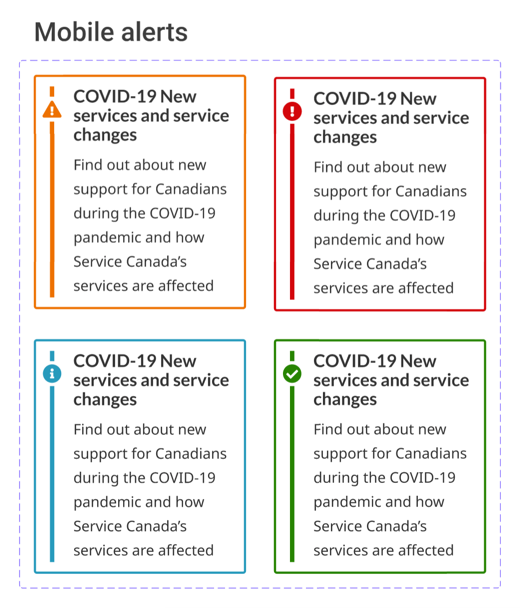 Mobile alerts
COVID-19 New
services and service
changes
Find out about new
support for Canadians
during the COVID-19
pandemic and how
Service Canada’s
services are affected
COVID-19 New
services and service
changes
Find out about new
support for Canadians
during the COVID-19
pandemic and how
Service Canada’s
services are affected
COVID-19 New
services and service
changes
Find out about new
support for Canadians
during the COVID-19
pandemic and how
Service Canada’s
services are affected
COVID-19 New
services and service
changes
Find out about new
support for Canadians
during the COVID-19
pandemic and how
Service Canada’s
services are affected